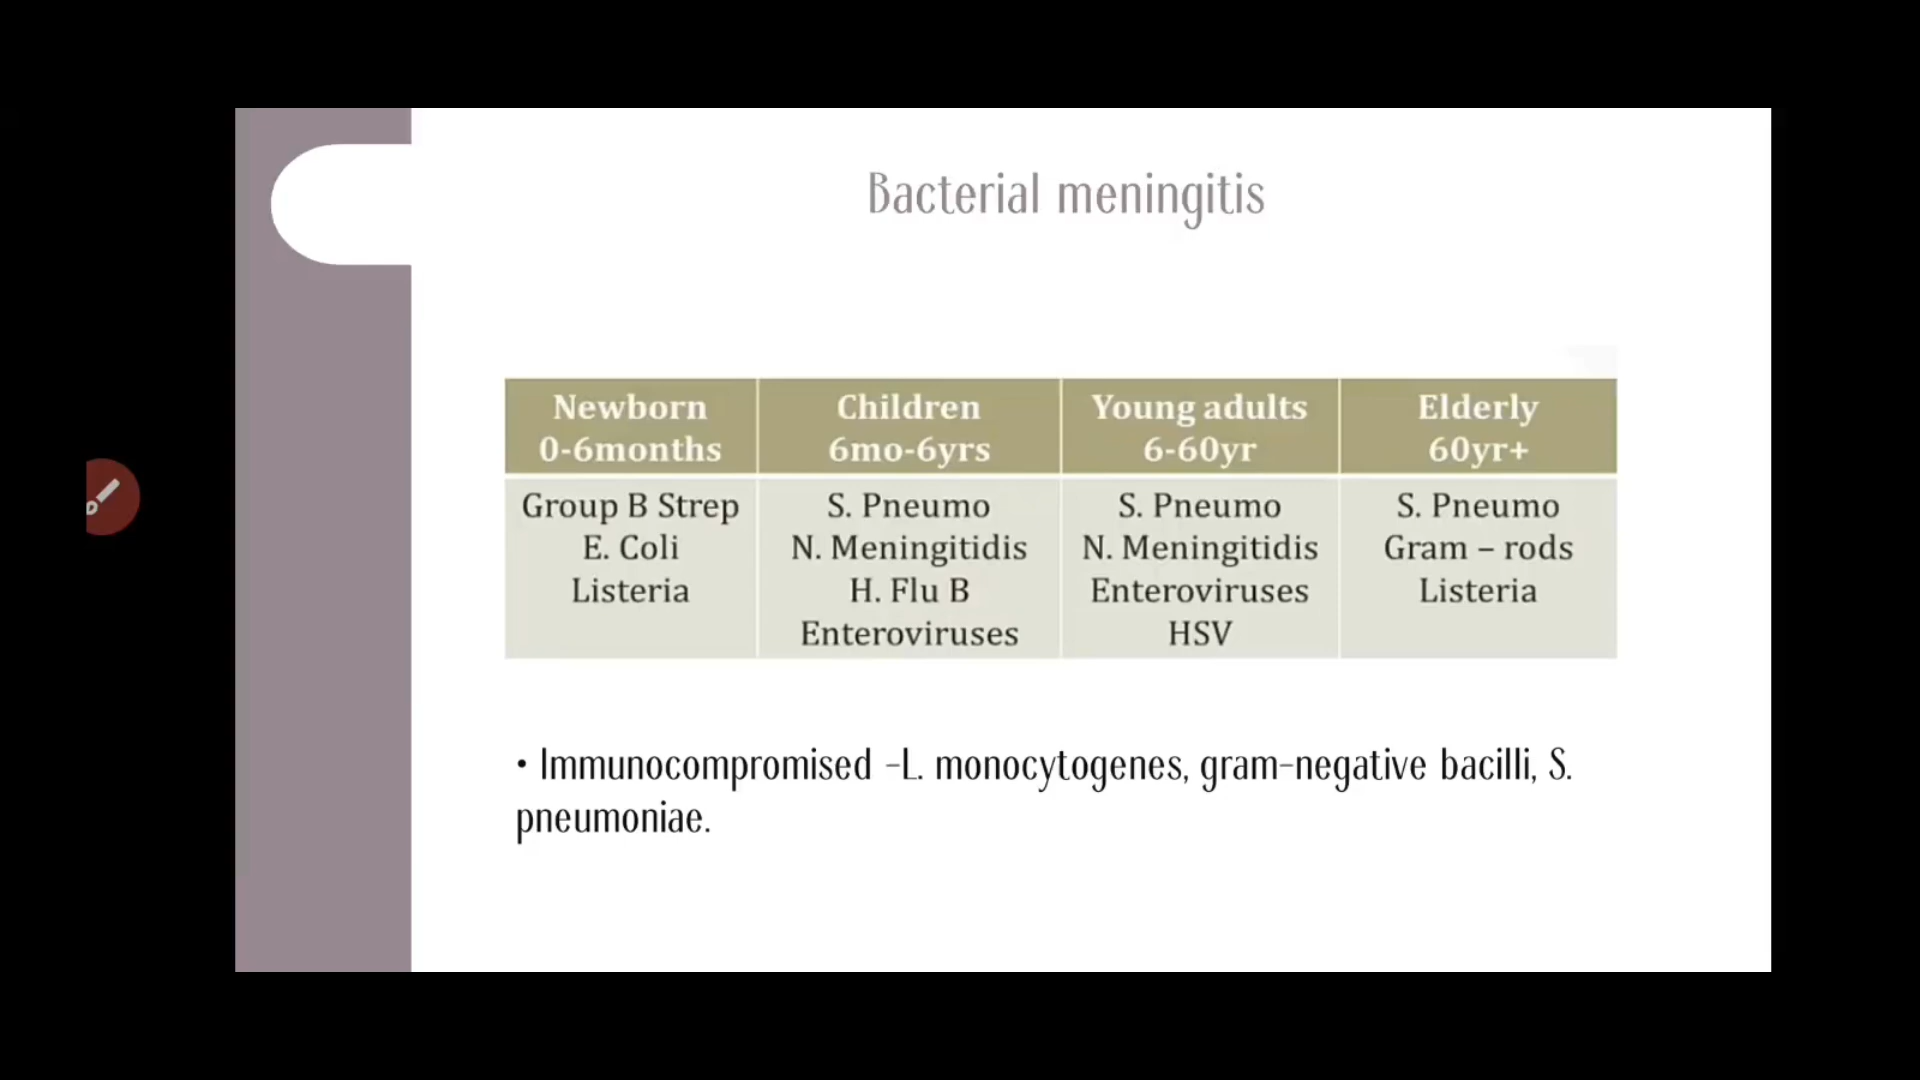 Bacterial meningitis
Newborn
0-6months
Children
6mo-6yrs
Young adults
6-60yr
Elderly
60yr+
Group B Strep
E. Coli
Listeria
S. Pneumo
N. Meningitidis
H. Flu B
Enteroviruses
S. Pneumo
N. Meningitidis
Enteroviruses
HSV
S. Pneumo
Gram – rods
Listeria
• Immunocompromised -L. monocytogenes, gram-negative bacilli, S.
pneumoniae.